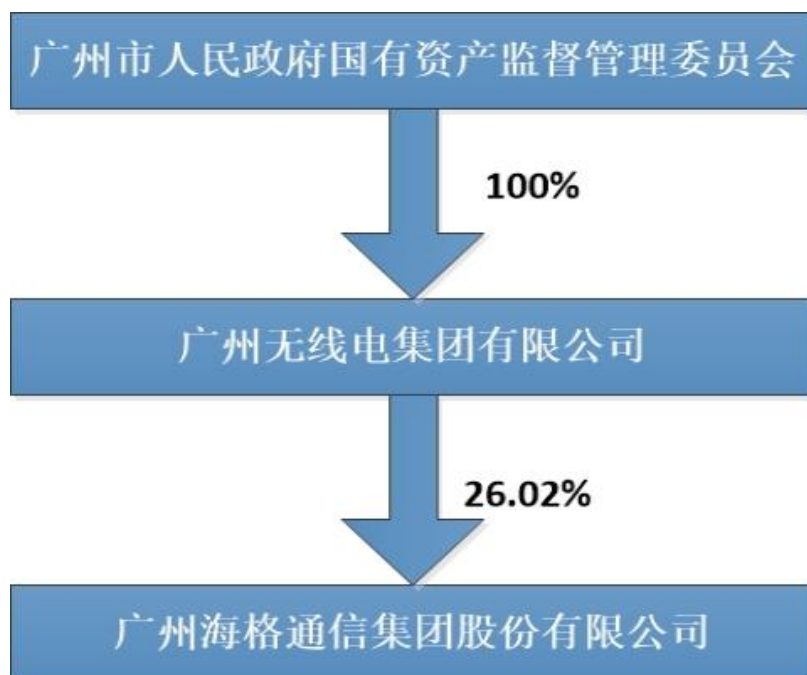 广州市人民政府国有资产监督管理委员会
100%
广州无线电集团有限公司
26.02%
广州海格通信集团股份有限公司